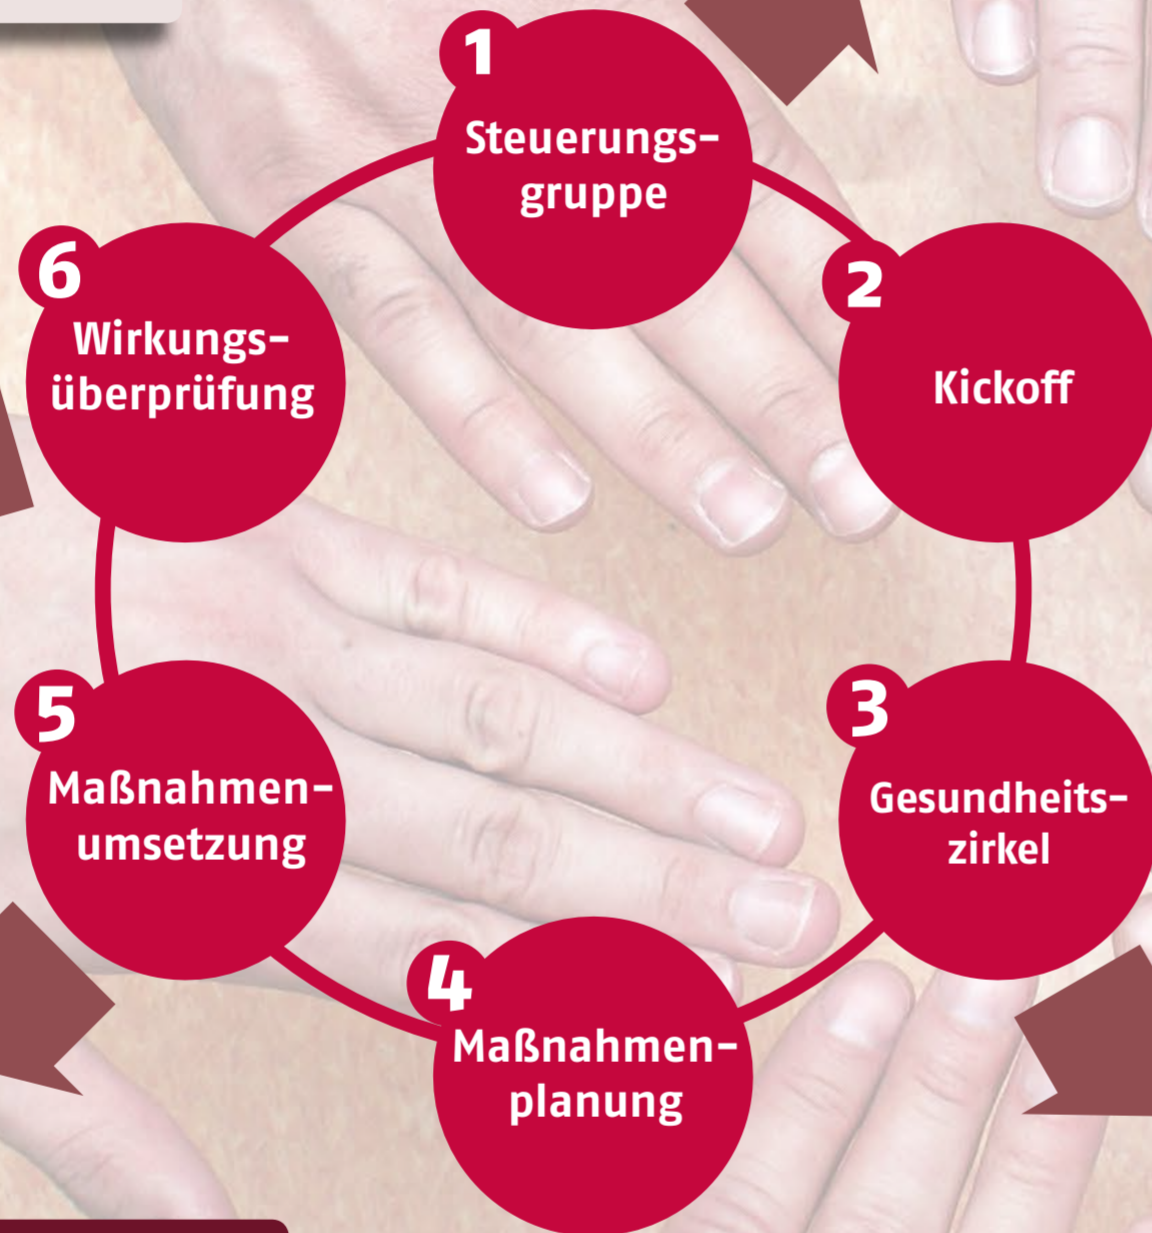 1
Steuerungs-
gruppe
2
Kickoff
3
Gesundheits-
zirkel
4
Maßnahmen-
planung
5
Maßnahmen-
umsetzung
6
Wirkungs-
überprüfung